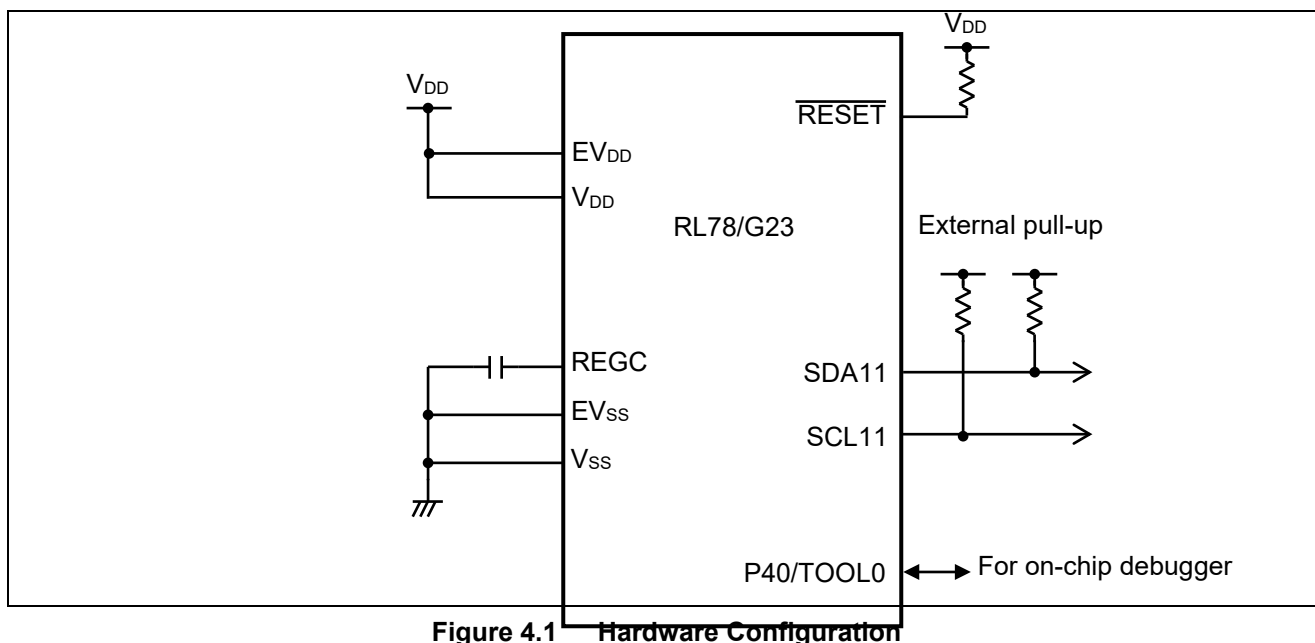 VDD
VDD
RESET
EVDD
VDD
RL78/G23
External pull-up
REGC
SDA11
EVSS
SCL11
VSS
P40/TOOL0
For on-chip debugger
Figure 4.1 Hardware Configuration